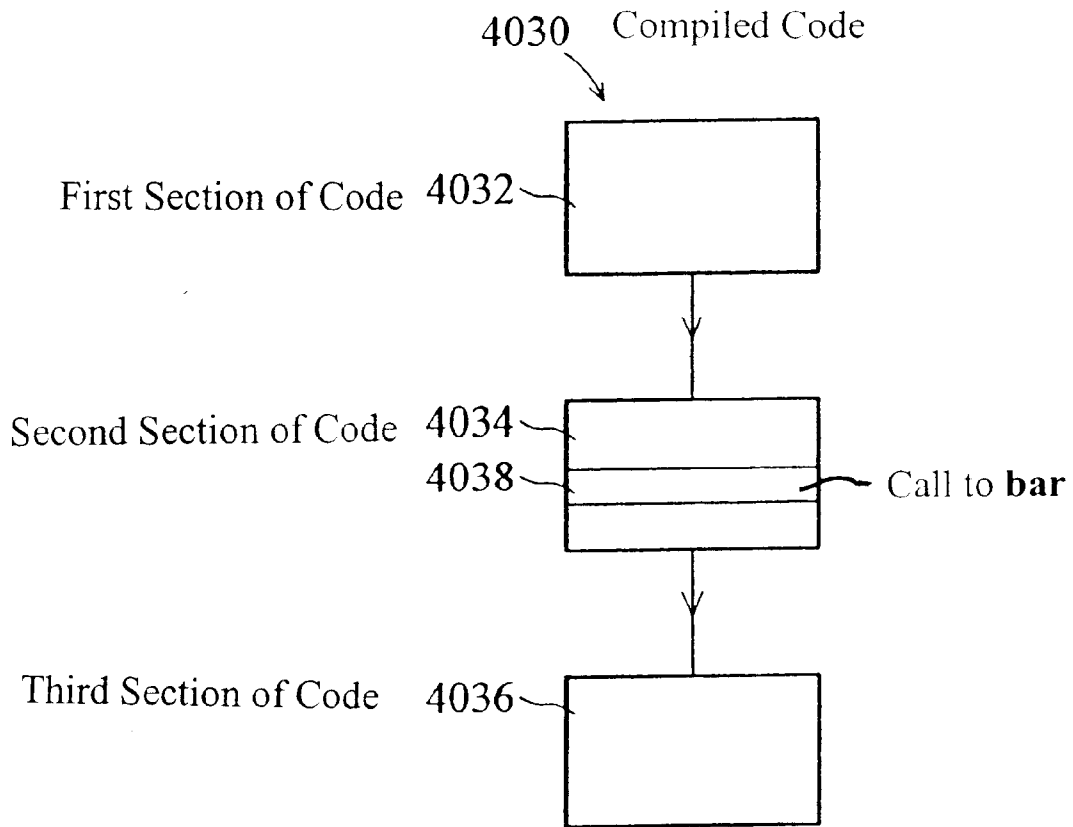 4030 Compiled Code
First Section of Code 4032
Second Section of Code 4034
4038 Call to bar
Third Section of Code 4036